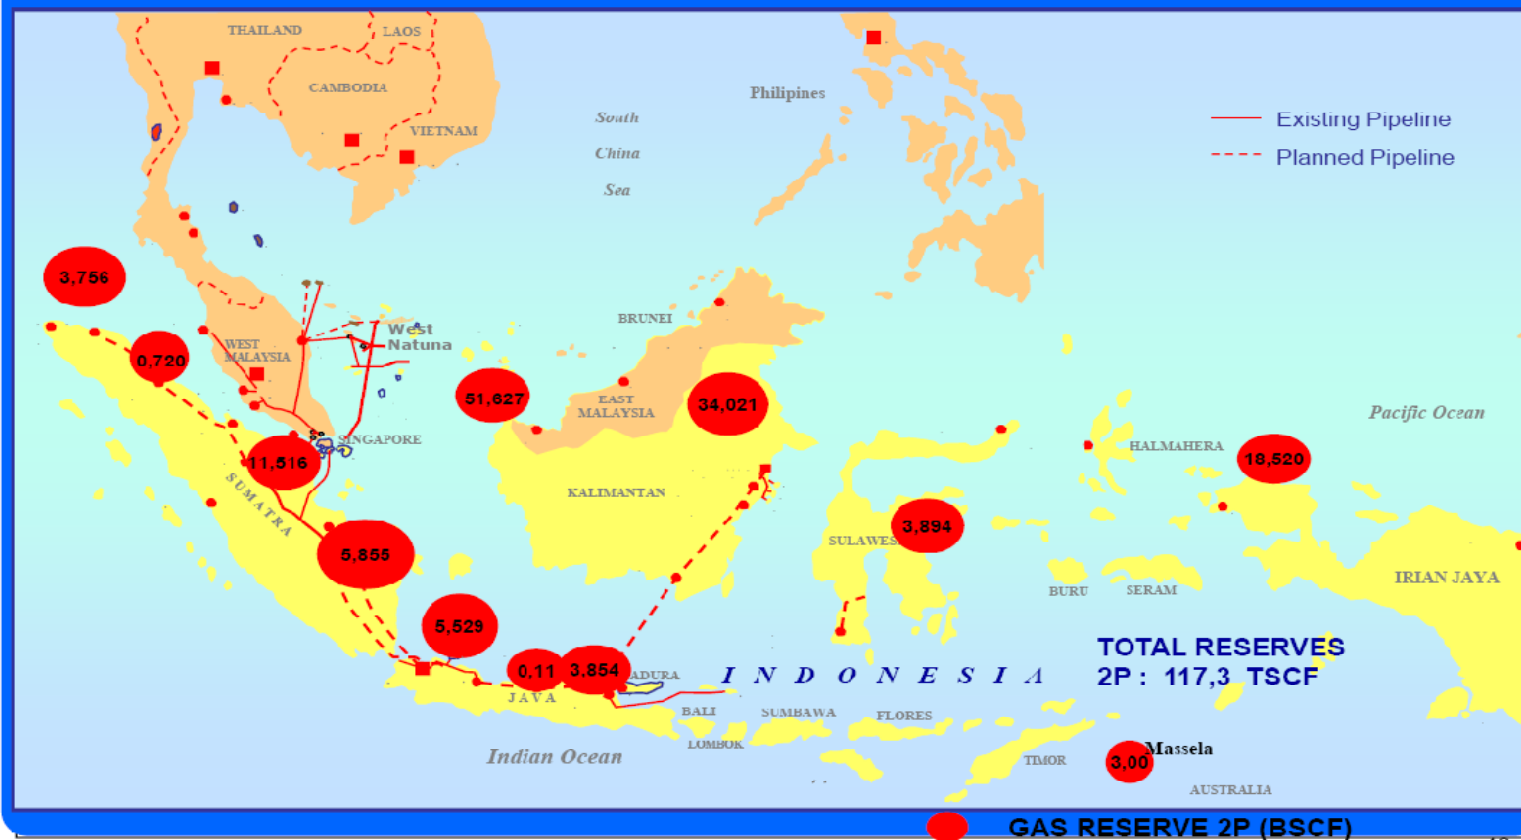 THAILAND
LAOS
CAMBODIA
VIETNAM
South
China
Sea
Philipines
Existing Pipeline
Planned Pipeline
3,756
0,720
WEST
MALAYSIA
West
Natuna
BRUNEI
51,627
EAST
MALAYSIA
34,021
SINGAPORE
11,516
SUMATRA
KALIMANTAN
Pacific Ocean
HALMAHERA
18,520
3,894
SULAWES
5,855
BURU
SERAM
IRIAN JAYA
5,529
0,11
3,854
ADURA
JAVA
INDONESIA
TOTAL RESERVES
2P : 117,3 TSCF
BALI
LOMBOK
SUMBAWA
FLORES
TIMOR
Indian Ocean
3,00
Massela
AUSTRALIA
GAS RESERVE 2P (BSCF)